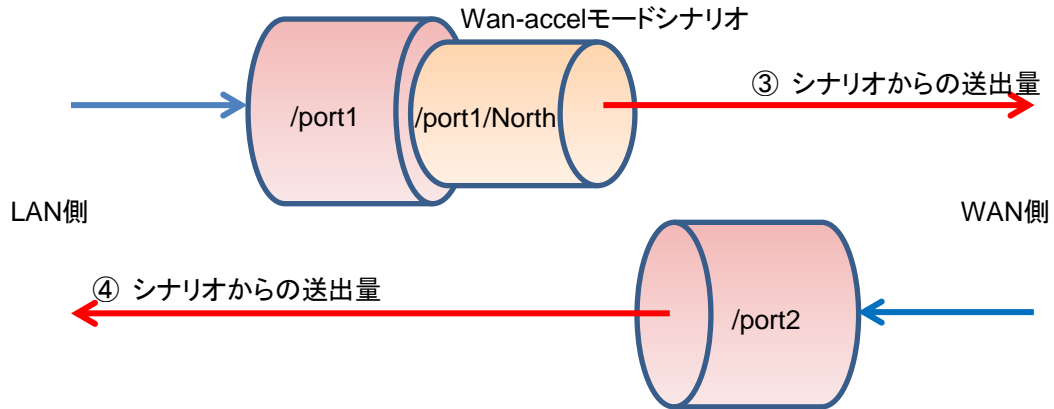 Wan-accelモードシナリオ
③ シナリオからの送出量
/port1
/port1/North
LAN側
WAN側
④ シナリオからの送出量
/port2